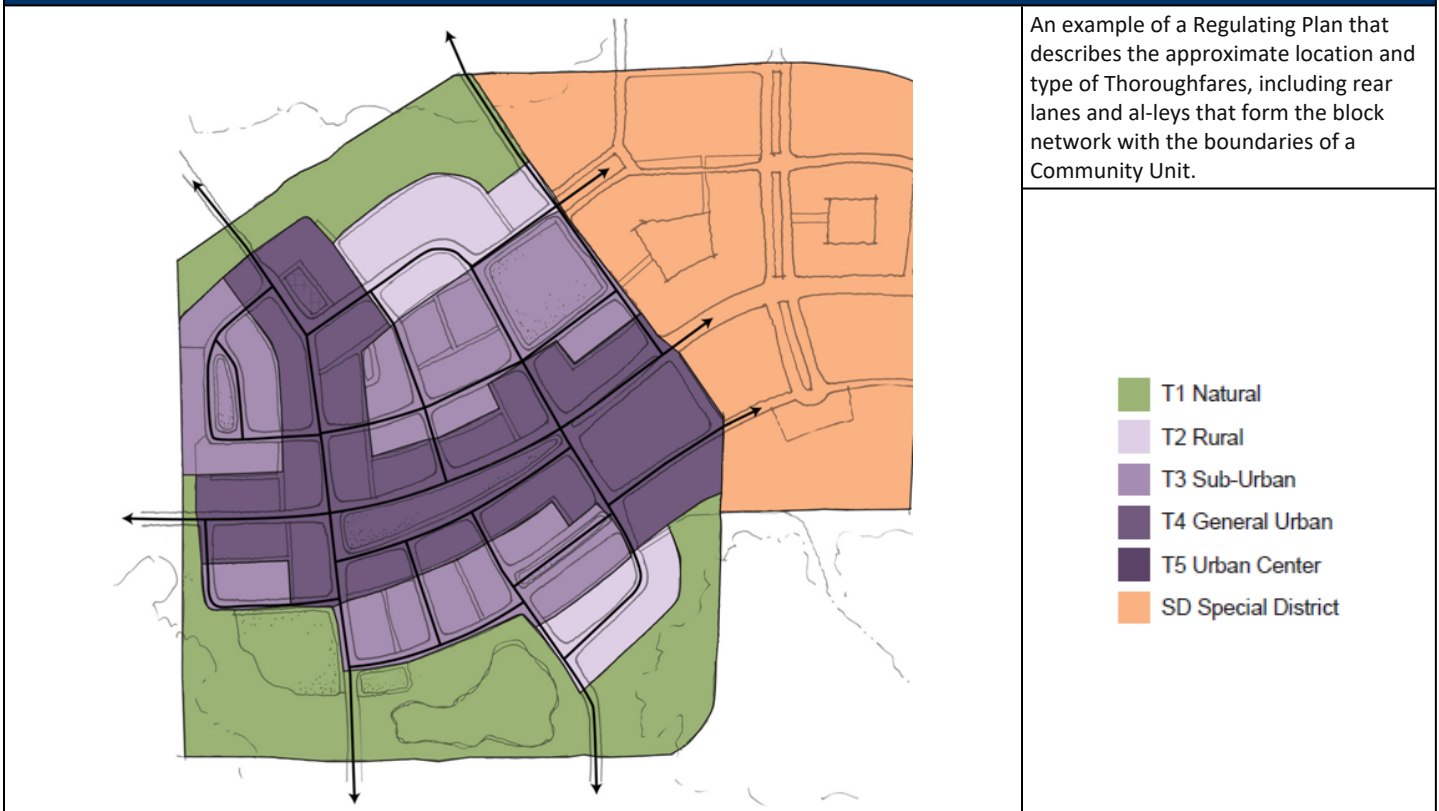 An example of a Regulating Plan that
describes the approximate location and
type of Thoroughfares, including rear
lanes and al-leys that form the block
network with the boundaries of a
Community Unit.
T1 Natural
T2 Rural
T3 Sub-Urban
T4 General Urban
T5 Urban Center
SD Special District